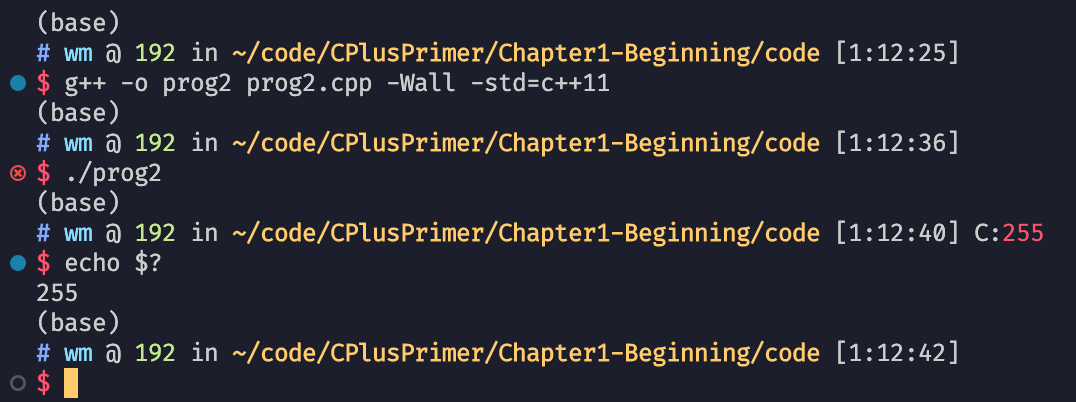 (base)
# wm @ 192 in ~/code/CPlusPrimer/Chapter1-Beginning/code [1:12:25]
$ g++ -o prog2 prog2.cpp -Wall -std=c++11
(base)
# wm @ 192 in ~/code/CPlusPrimer/Chapter1-Beginning/code [1:12:36]
$ ./prog2
(base)
# wm @ 192 in ~/code/CPlusPrimer/Chapter1-Beginning/code [1:12:40] C:255
$ echo $?
255
(base)
# wm @ 192 in ~/code/CPlusPrimer/Chapter1-Beginning/code [1:12:42]
$